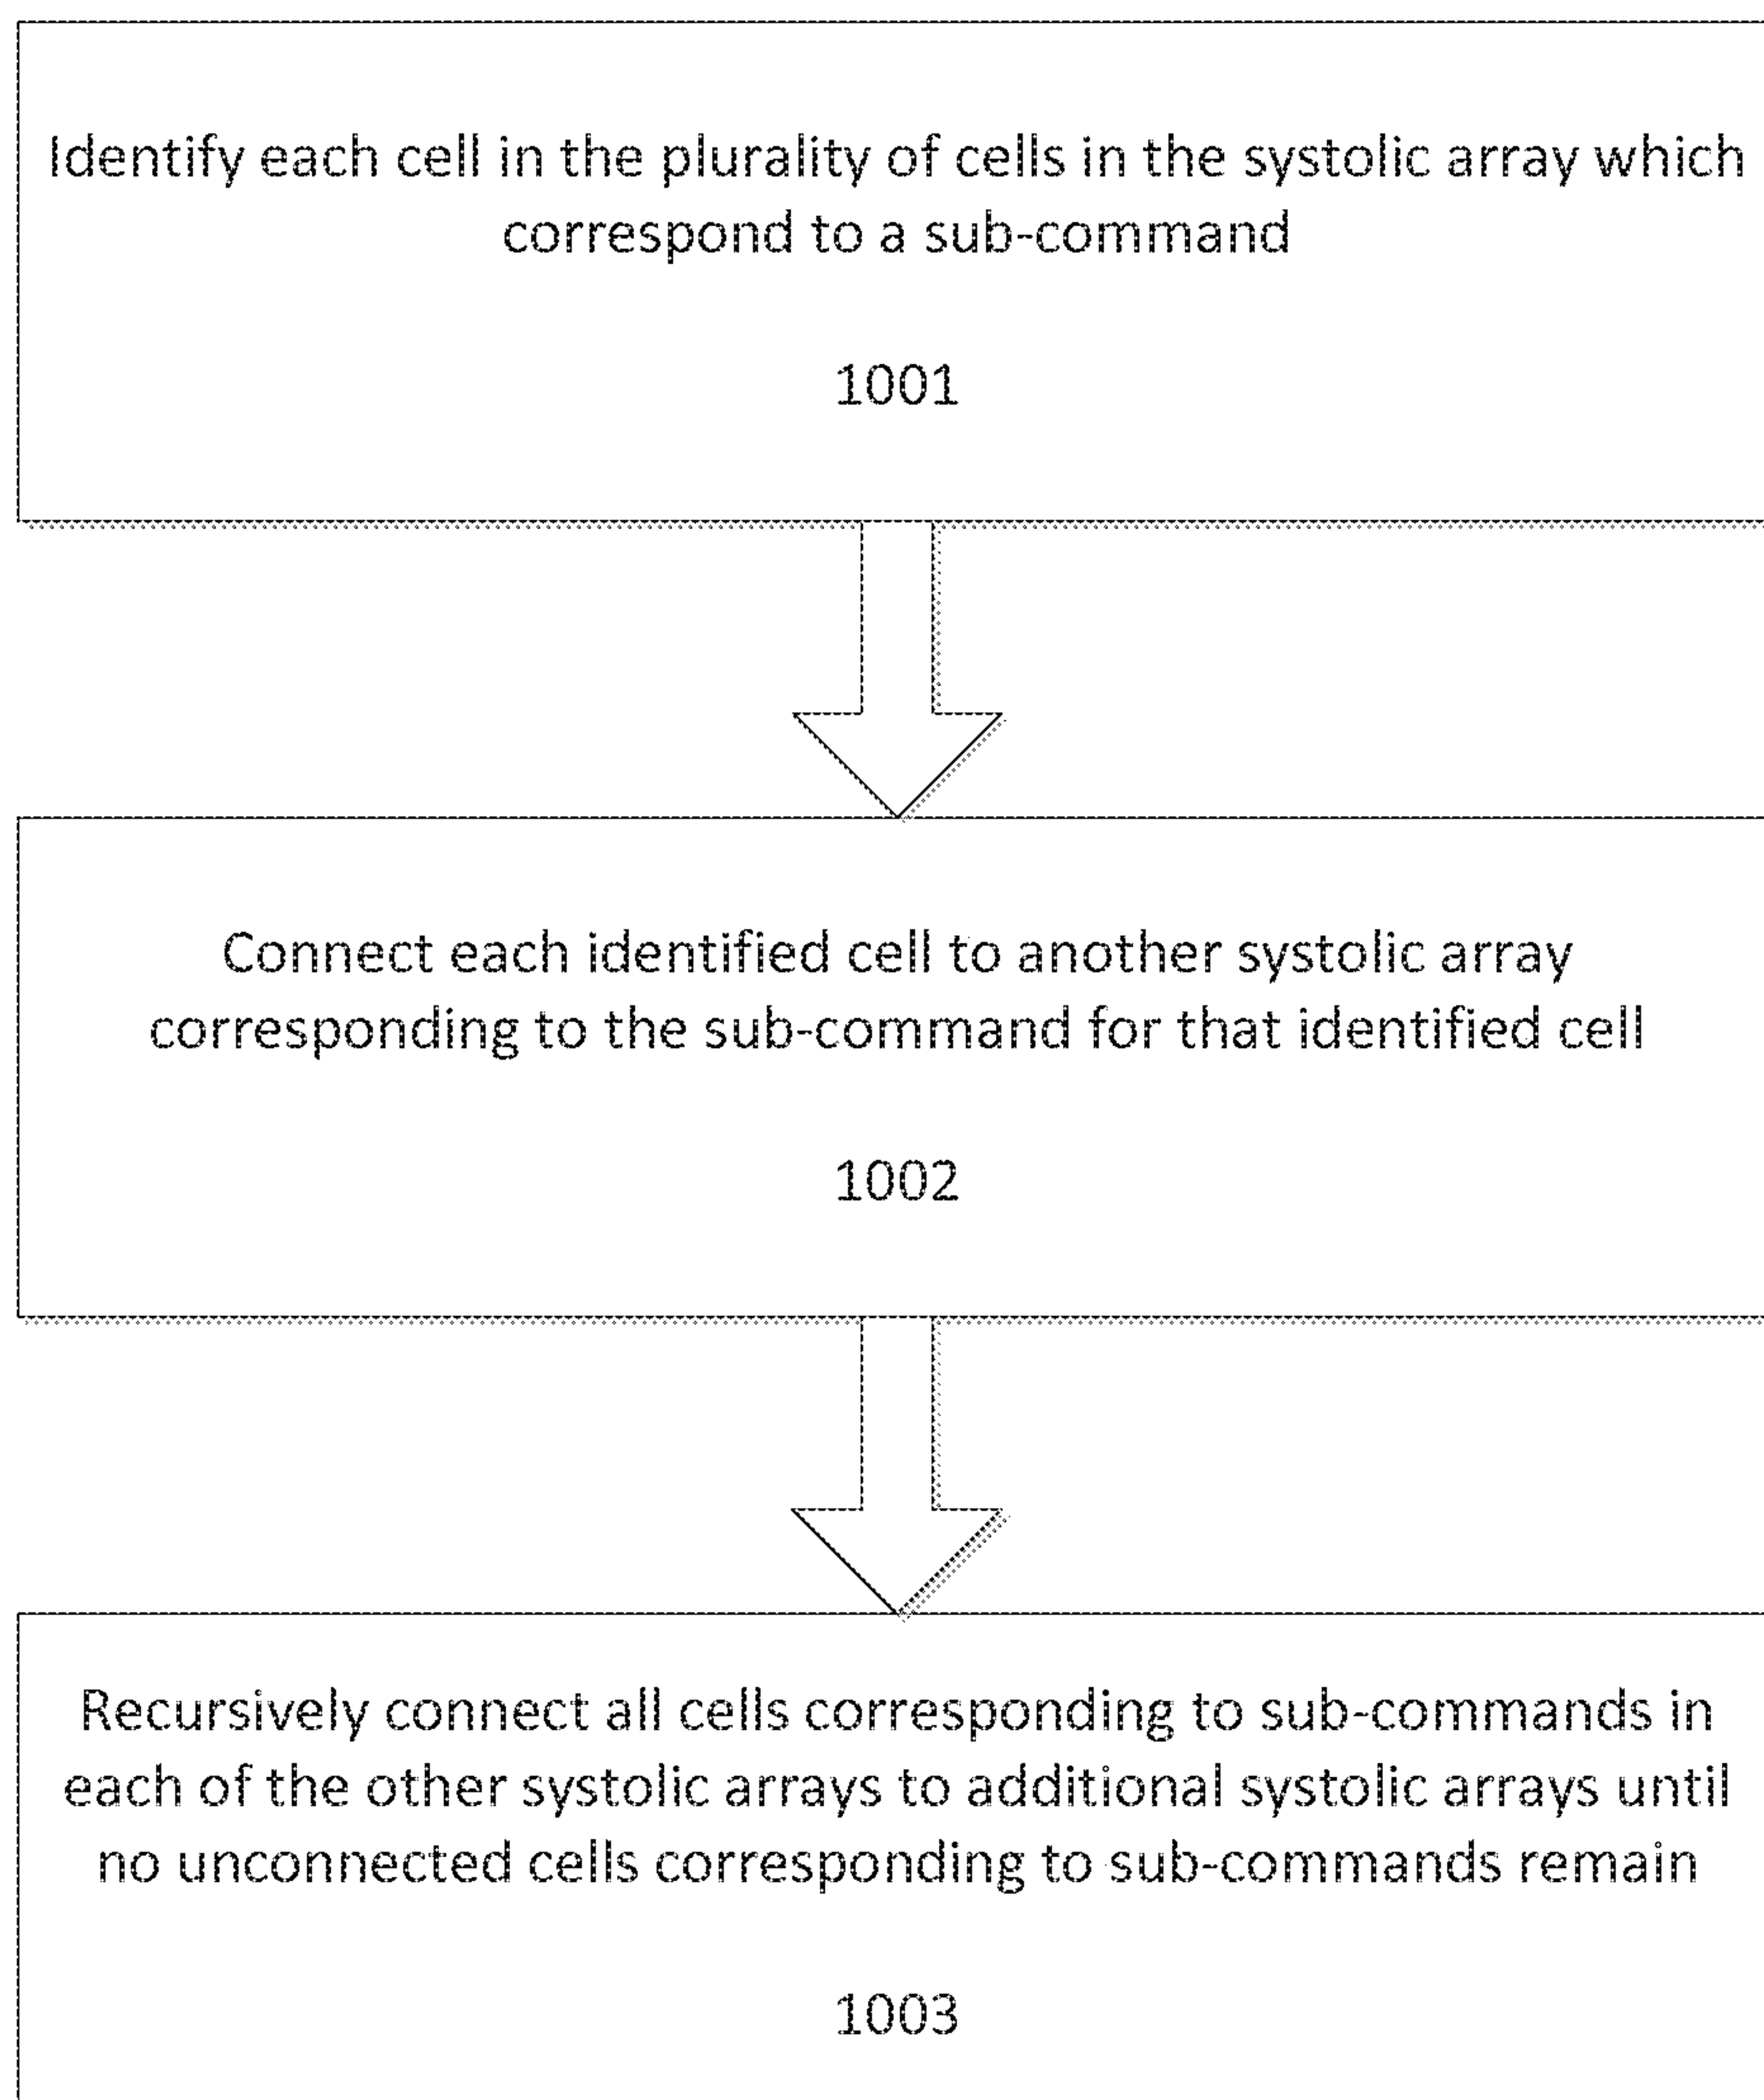 Identify each cell in the plurality of cells in the systolic array which
correspond to a sub-command
1001
Connect each identified cell to another systolic array
corresponding to the sub-command for that identified cell
1002
Recursively connect all cells corresponding to sub-commands in
each of the other systolic arrays to additional systolic arrays until
no unconnected cells corresponding to sub-commands remain
1003